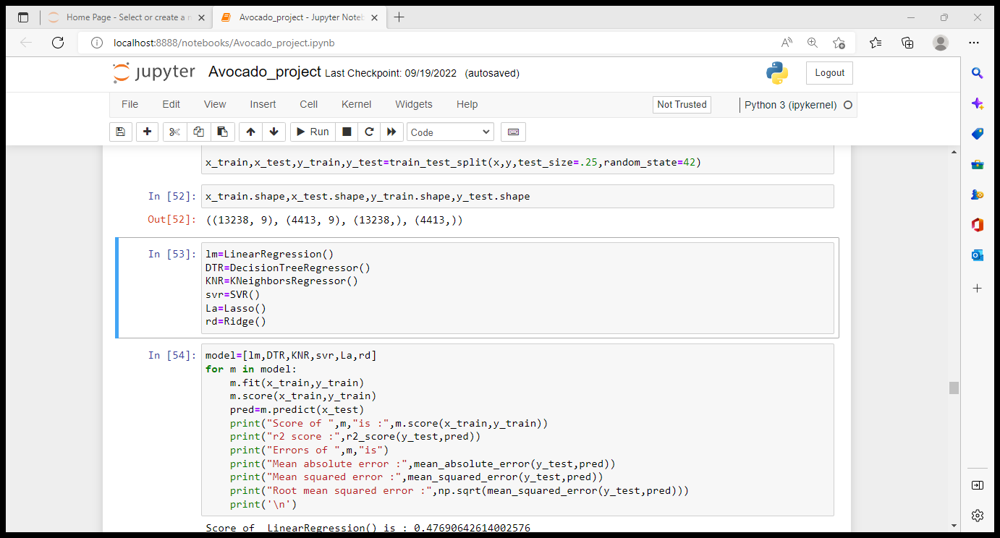 Home Page - Select or create a n
Avocado_project - Jupyter Noteb
localhost:8888/notebooks/Avocado_project.ipynb
jupyter Avocado_project Last Checkpoint: 09/19/2022 (autosaved) Logout
File Edit View Insert Cell Kernel Widgets Help Not Trusted Python 3 (ipykernel)
Run Code
x_train,x_test,y_train,y_test=train_test_split(x,y,test_size=.25,random_state=42)
In [52]: x_train.shape,x_test.shape,y_train.shape,y_test.shape
Out[52]: ((13238, 9), (4413, 9), (13238,), (4413,))
In [53]: lm=LinearRegression()
DTR=DecisionTreeRegressor()
KNR=KNeighborsRegressor()
svr=SVR()
La=Lasso()
rd=Ridge()
In [54]: model=[lm,DTR,KNR,svr,La,rd]
for m in model:
    m.fit(x_train,y_train)
    m.score(x_train,y_train)
    pred=m.predict(x_test)
    print("Score of ",m,"is :",m.score(x_train,y_train))
    print("r2 score :",r2_score(y_test,pred))
    print("Errors of ",m,"is")
    print("Mean absolute error :",mean_absolute_error(y_test,pred))
    print("Mean squared error :",mean_squared_error(y_test,pred))
    print("Root mean squared error :",np.sqrt(mean_squared_error(y_test,pred)))
    print('\n')
Score of  LinearRegression() is : 0.47690642614002576